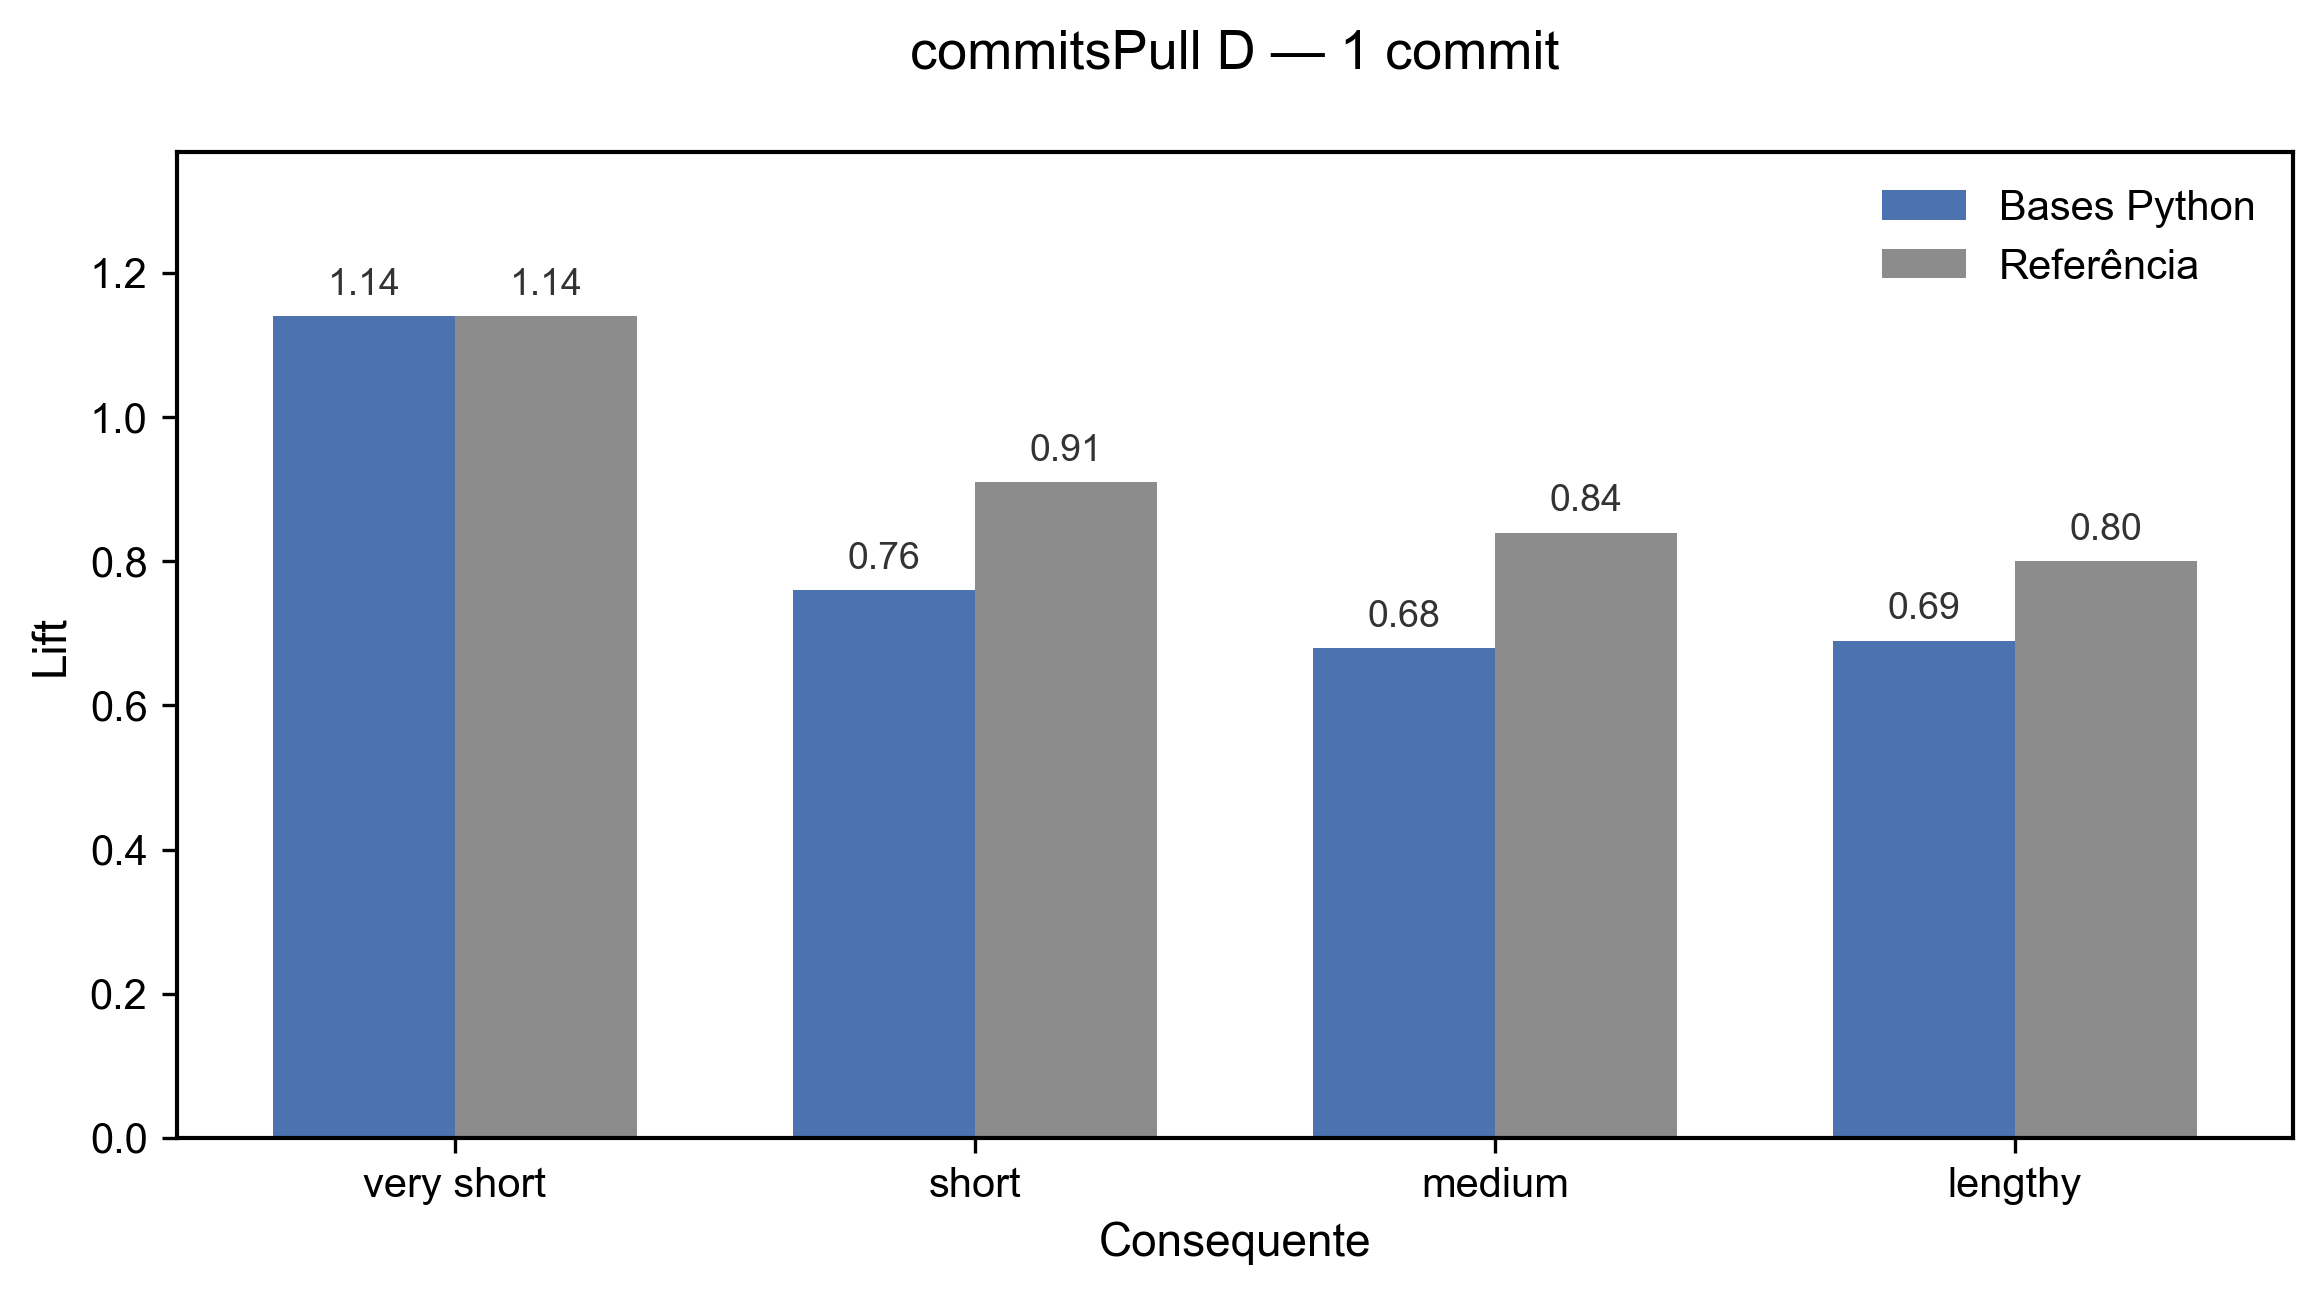 commitsPull D — 1 commit
Bases Python
Referência
1.2
1.0
0.8
0.6
0.4
0.2
0.0
Lift
1.14
1.14
0.76
0.91
0.68
0.84
0.69
0.80
very short
short
medium
lengthy
Consequente